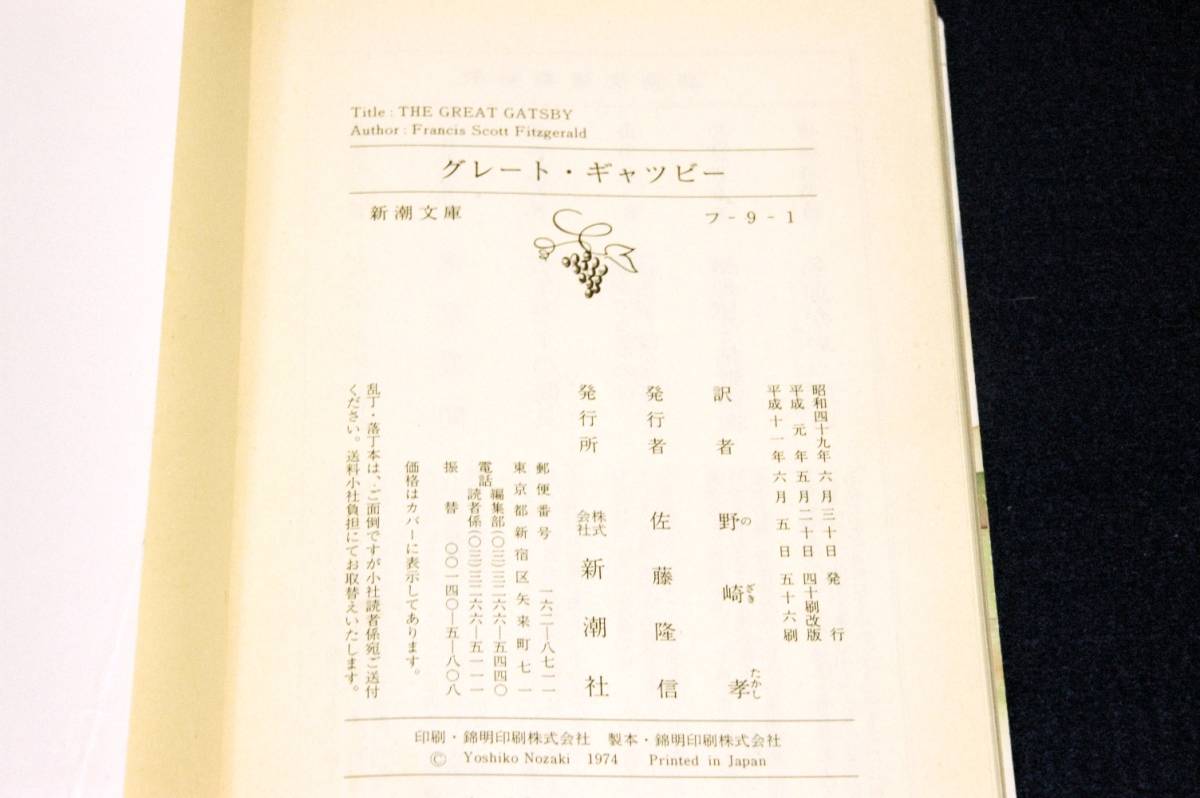 Title : THE GREAT GATSBY
Author : Francis Scott Fitzgerald
グレート・ギャツビー
新潮文庫
フ-9-1
昭和四十九年六月三十日発行
平成元年五月二十日四十刷改版
平成十一年六月五日五十六刷
訳者 野崎孝
の ざき たかし
発行者 佐藤隆信
発行所 株式会社 新潮社
郵便番号 一六二—八七一一
東京都新宿区矢来町七一
電話 編集部(〇三)三二六六—五四四〇
読者係(〇三)三二六六—五一一一
振替 〇〇一四〇—五—八〇八
価格はカバーに表示してあります。
乱丁・落丁本は、ご面倒ですが小社読者係宛ご送付
ください。送料小社負担にてお取替えいたします。
印刷・錦明印刷株式会社 製本・錦明印刷株式会社
© Yoshiko Nozaki 1974 Printed in Japan